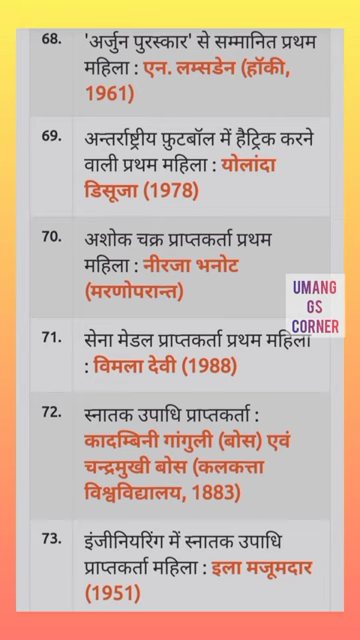 68. 'अर्जुन पुरस्कार' से सम्मानित प्रथम
महिला : एन. लम्सडेन (हॉकी,
1961)
69. अन्तर्राष्ट्रीय फ़ुटबॉल में हैट्रिक करने
वाली प्रथम महिला : योलांदा
डिसूजा (1978)
70. अशोक चक्र प्राप्तकर्ता प्रथम
महिला : नीरजा भनोट
(मरणोपरान्त)
UMANG
GS
CORNER
71. सेना मेडल प्राप्तकर्ता प्रथम महिला
: विमला देवी (1988)
72. स्नातक उपाधि प्राप्तकर्ता :
कादम्बिनी गांगुली (बोस) एवं
चन्द्रमुखी बोस (कलकत्ता
विश्वविद्यालय, 1883)
73. इंजीनियरिंग में स्नातक उपाधि
प्राप्तकर्ता महिला : इला मजूमदार
(1951)